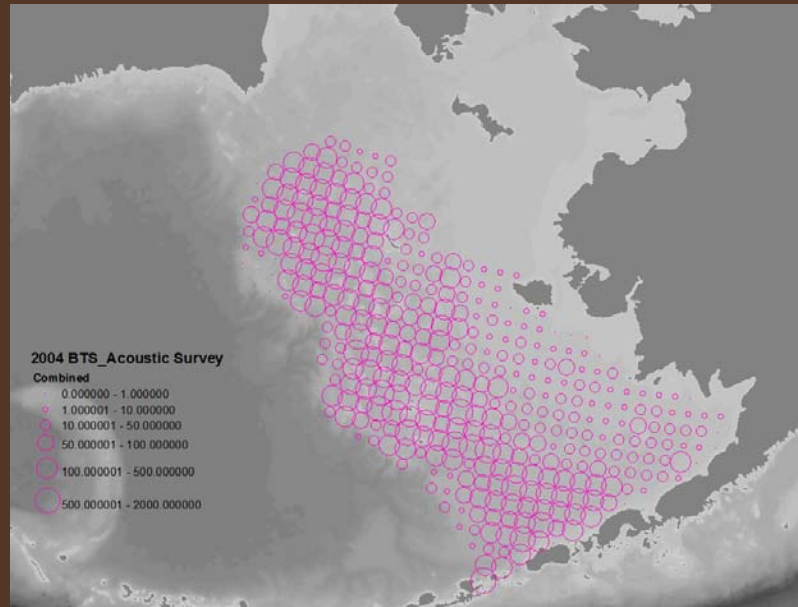 2004 BTS_Acoustic Survey
Combined
0.000000 - 1.000000
1.000001 - 10.000000
10.000001 - 50.000000
50.000001 - 100.000000
100.000001 - 500.000000
500.000001 - 2000.000000